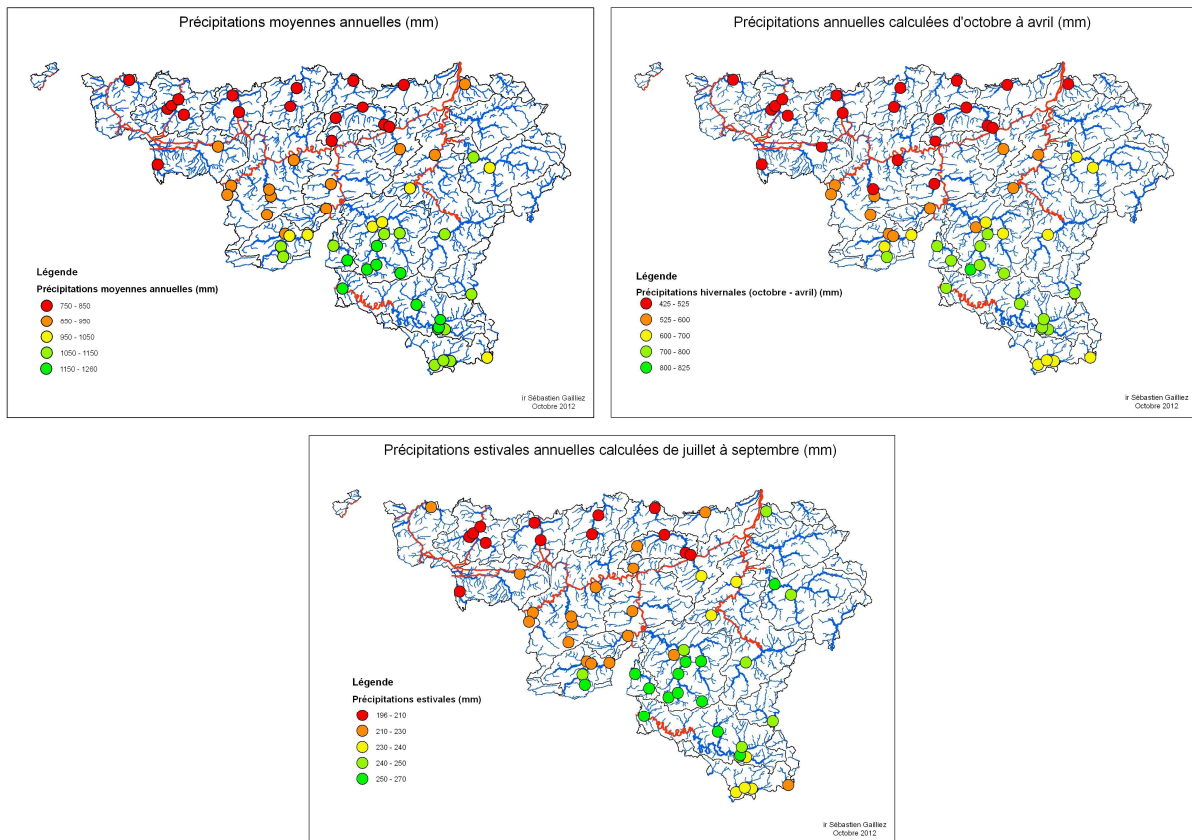 Précipitations moyennes annuelles (mm)
Légende
Précipitations moyennes annuelles (mm)
750 - 850
850 - 950
950 - 1050
1050 - 1150
1150 - 1260
ir Sébastien Gailliez
Octobre 2012
Précipitations annuelles calculées d'octobre à avril (mm)
Légende
Précipitations hivernales (octobre - avril) (mm)
425 - 525
525 - 600
600 - 700
700 - 800
800 - 825
ir Sébastien Gailliez
Octobre 2012
Précipitations estivales annuelles calculées de juillet à septembre (mm)
Légende
Précipitations estivales (mm)
196 - 210
210 - 230
230 - 240
240 - 250
250 - 270
ir Sébastien Gailliez
Octobre 2012